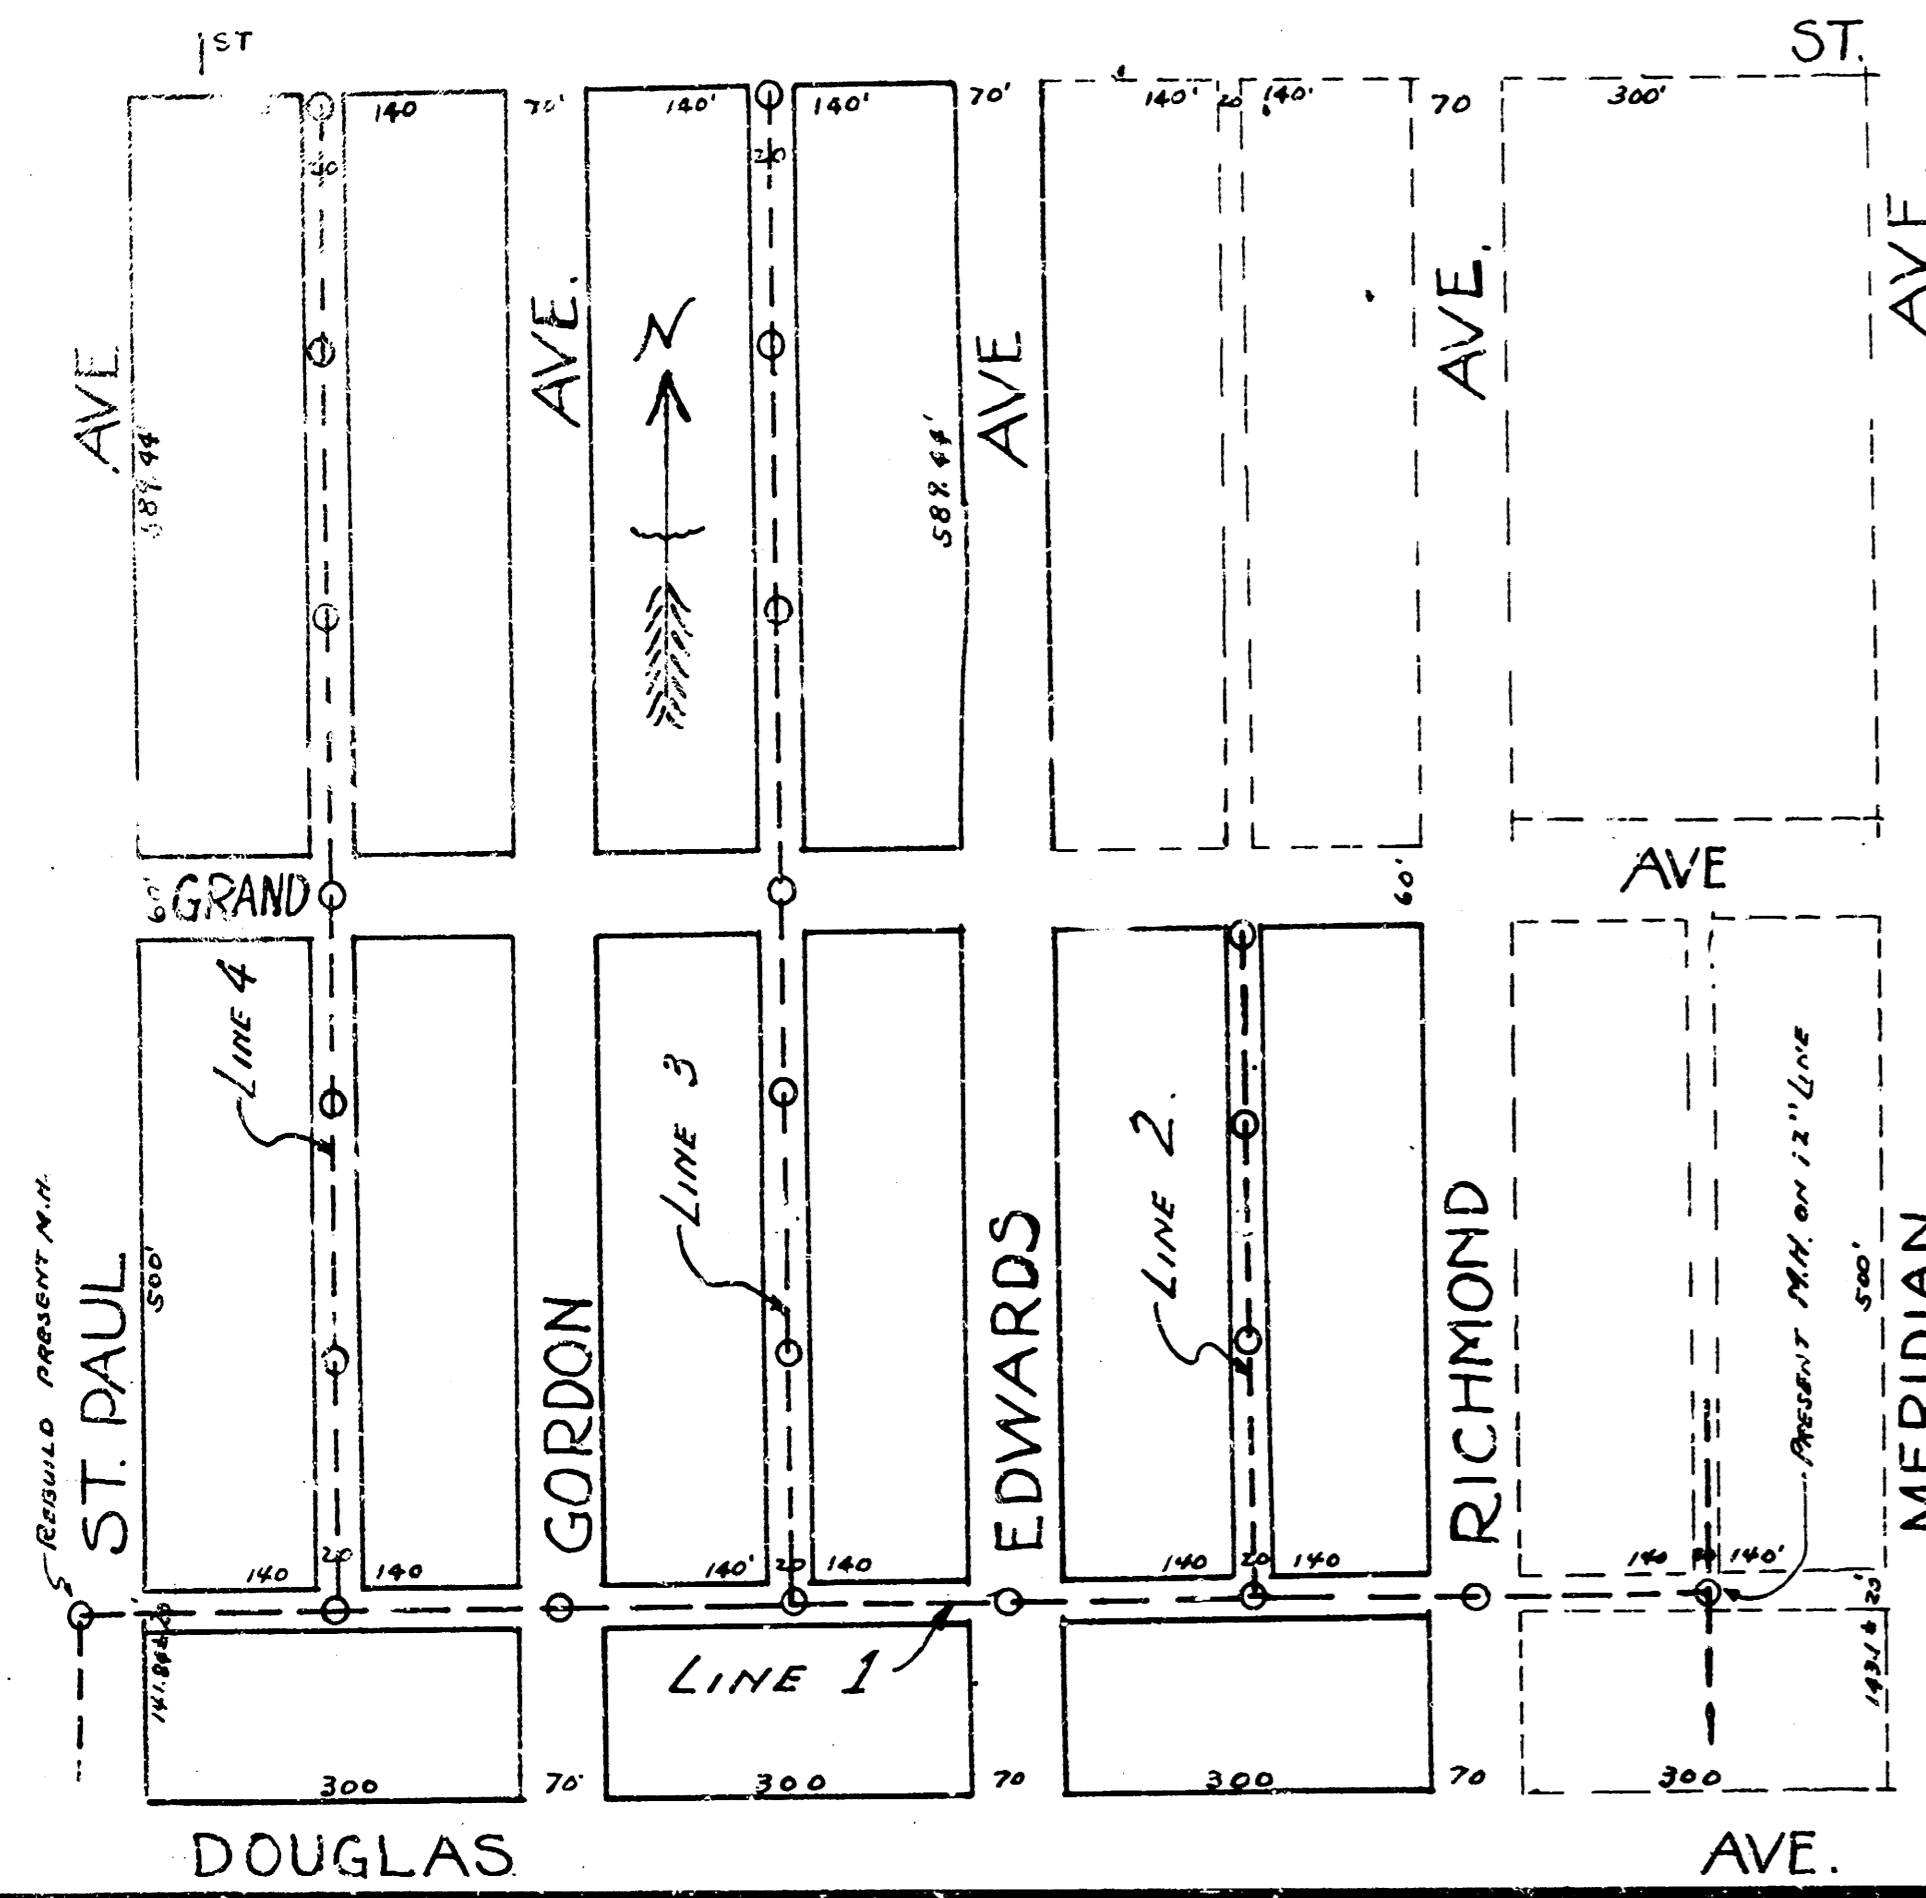 1ST ST.
140 70' 140' 140' 70' 140' 20 140' 70 300'
20 20
AVE. AVE. AVE AVE. AVE.
N
589.44 589.44'
60' GRAND 60' AVE
LINE 4
LINE 3
LINE 2.
REBUILD PRESENT M.H.
ST. PAUL
500'
GORDON
EDWARDS
RICHMOND
PRESENT M.H. ON 12" LINE
500'
MERIDIAN
140 20 140 140' 20 140 140 20 140 140 20 140'
20'
LINE 1
300 70' 300 70 300 70 300
DOUGLAS AVE.